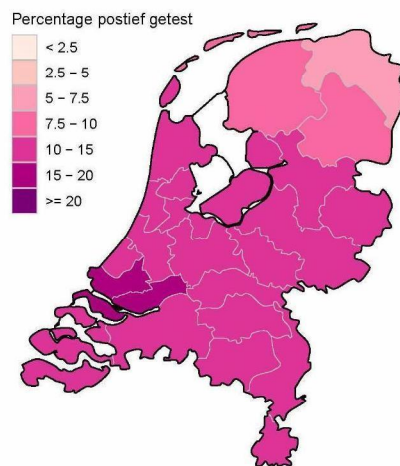 Percentage postief getest
< 2.5
2.5 – 5
5 – 7.5
7.5 – 10
10 – 15
15 – 20
>= 20